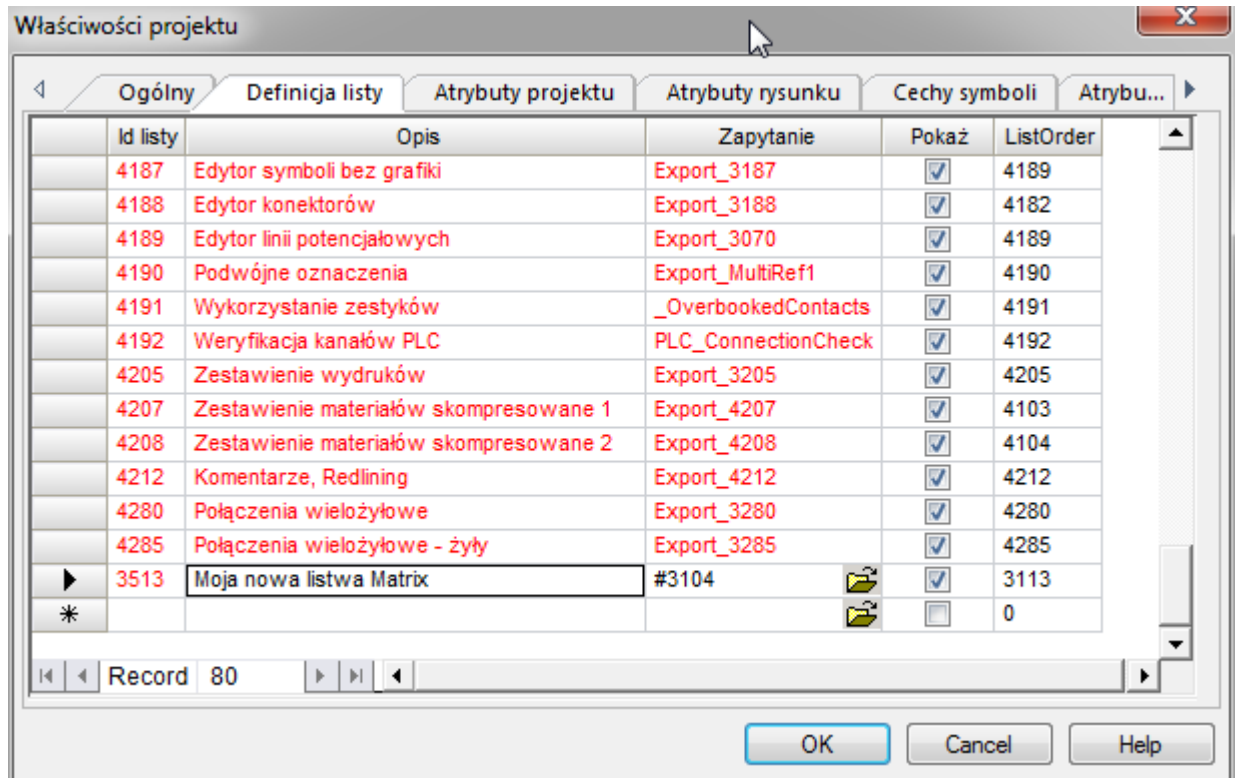 Właściwości projektu
Ogólny Definicja listy Atrybuty projektu Atrybuty rysunku Cechy symboli Atrybu...
Id listy Opis Zapytanie Pokaż ListOrder
4187 Edytor symboli bez grafiki Export_3187 4189
4188 Edytor konektorów Export_3188 4182
4189 Edytor linii potencjałowych Export_3070 4189
4190 Podwójne oznaczenia Export_MultiRef1 4190
4191 Wykorzystanie zestyków _OverbookedContacts 4191
4192 Weryfikacja kanałów PLC PLC_ConnectionCheck 4192
4205 Zestawienie wydruków Export_3205 4205
4207 Zestawienie materiałów skompresowane 1 Export_4207 4103
4208 Zestawienie materiałów skompresowane 2 Export_4208 4104
4212 Komentarze, Redlining Export_4212 4212
4280 Połączenia wielożyłowe Export_3280 4280
4285 Połączenia wielożyłowe - żyły Export_3285 4285
3513 Moja nowa listwa Matrix #3104 3113
0
Record 80
OK Cancel Help